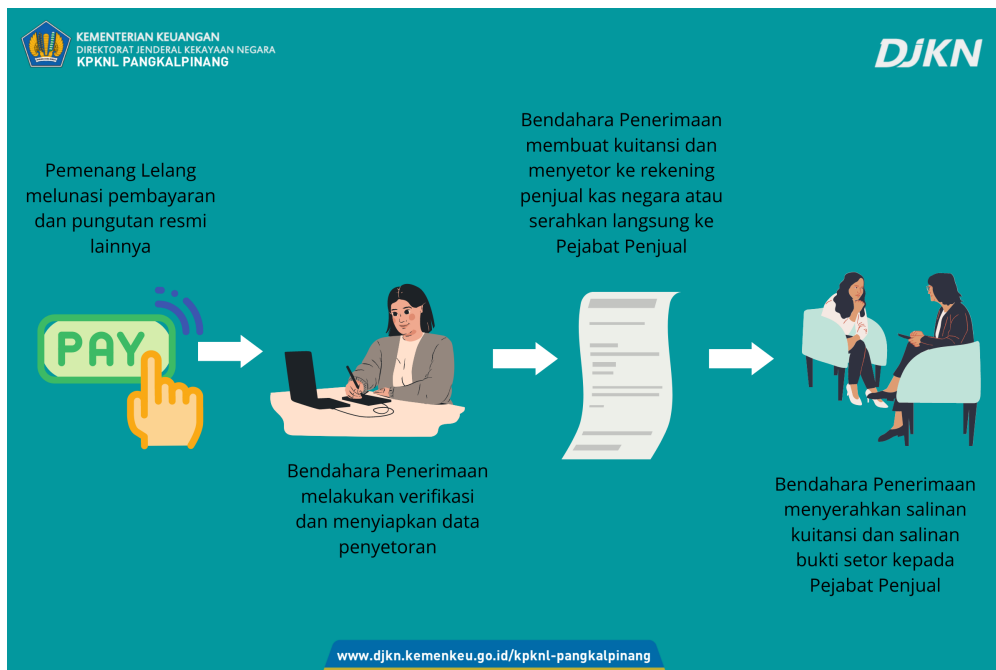 KEMENTERIAN KEUANGAN
DIREKTORAT JENDERAL KEKAYAAN NEGARA
KPKNL PANGKALPINANG
DJKN
Pemenang Lelang
melunasi pembayaran
dan pungutan resmi
lainnya
PAY
Bendahara Penerimaan
melakukan verifikasi
dan menyiapkan data
penyetoran
Bendahara Penerimaan
membuat kuitansi dan
menyetor ke rekening
penjual kas negara atau
serahkan langsung ke
Pejabat Penjual
Bendahara Penerimaan
menyerahkan salinan
kuitansi dan salinan
bukti setor kepada
Pejabat Penjual
www.djkn.kemenkeu.go.id/kpknl-pangkalpinang